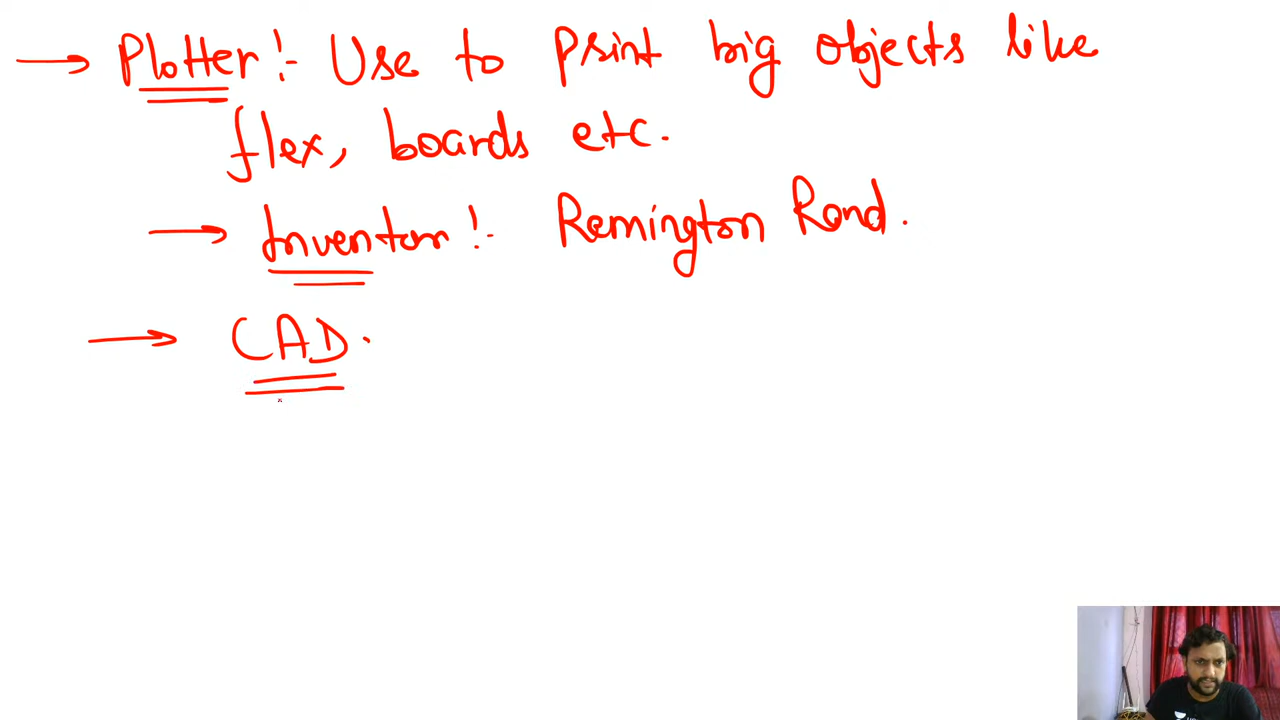 → Plotter :- Use to print big objects like
flex, boards etc.
→ Inventor :- Remington Rand.
→ CAD.